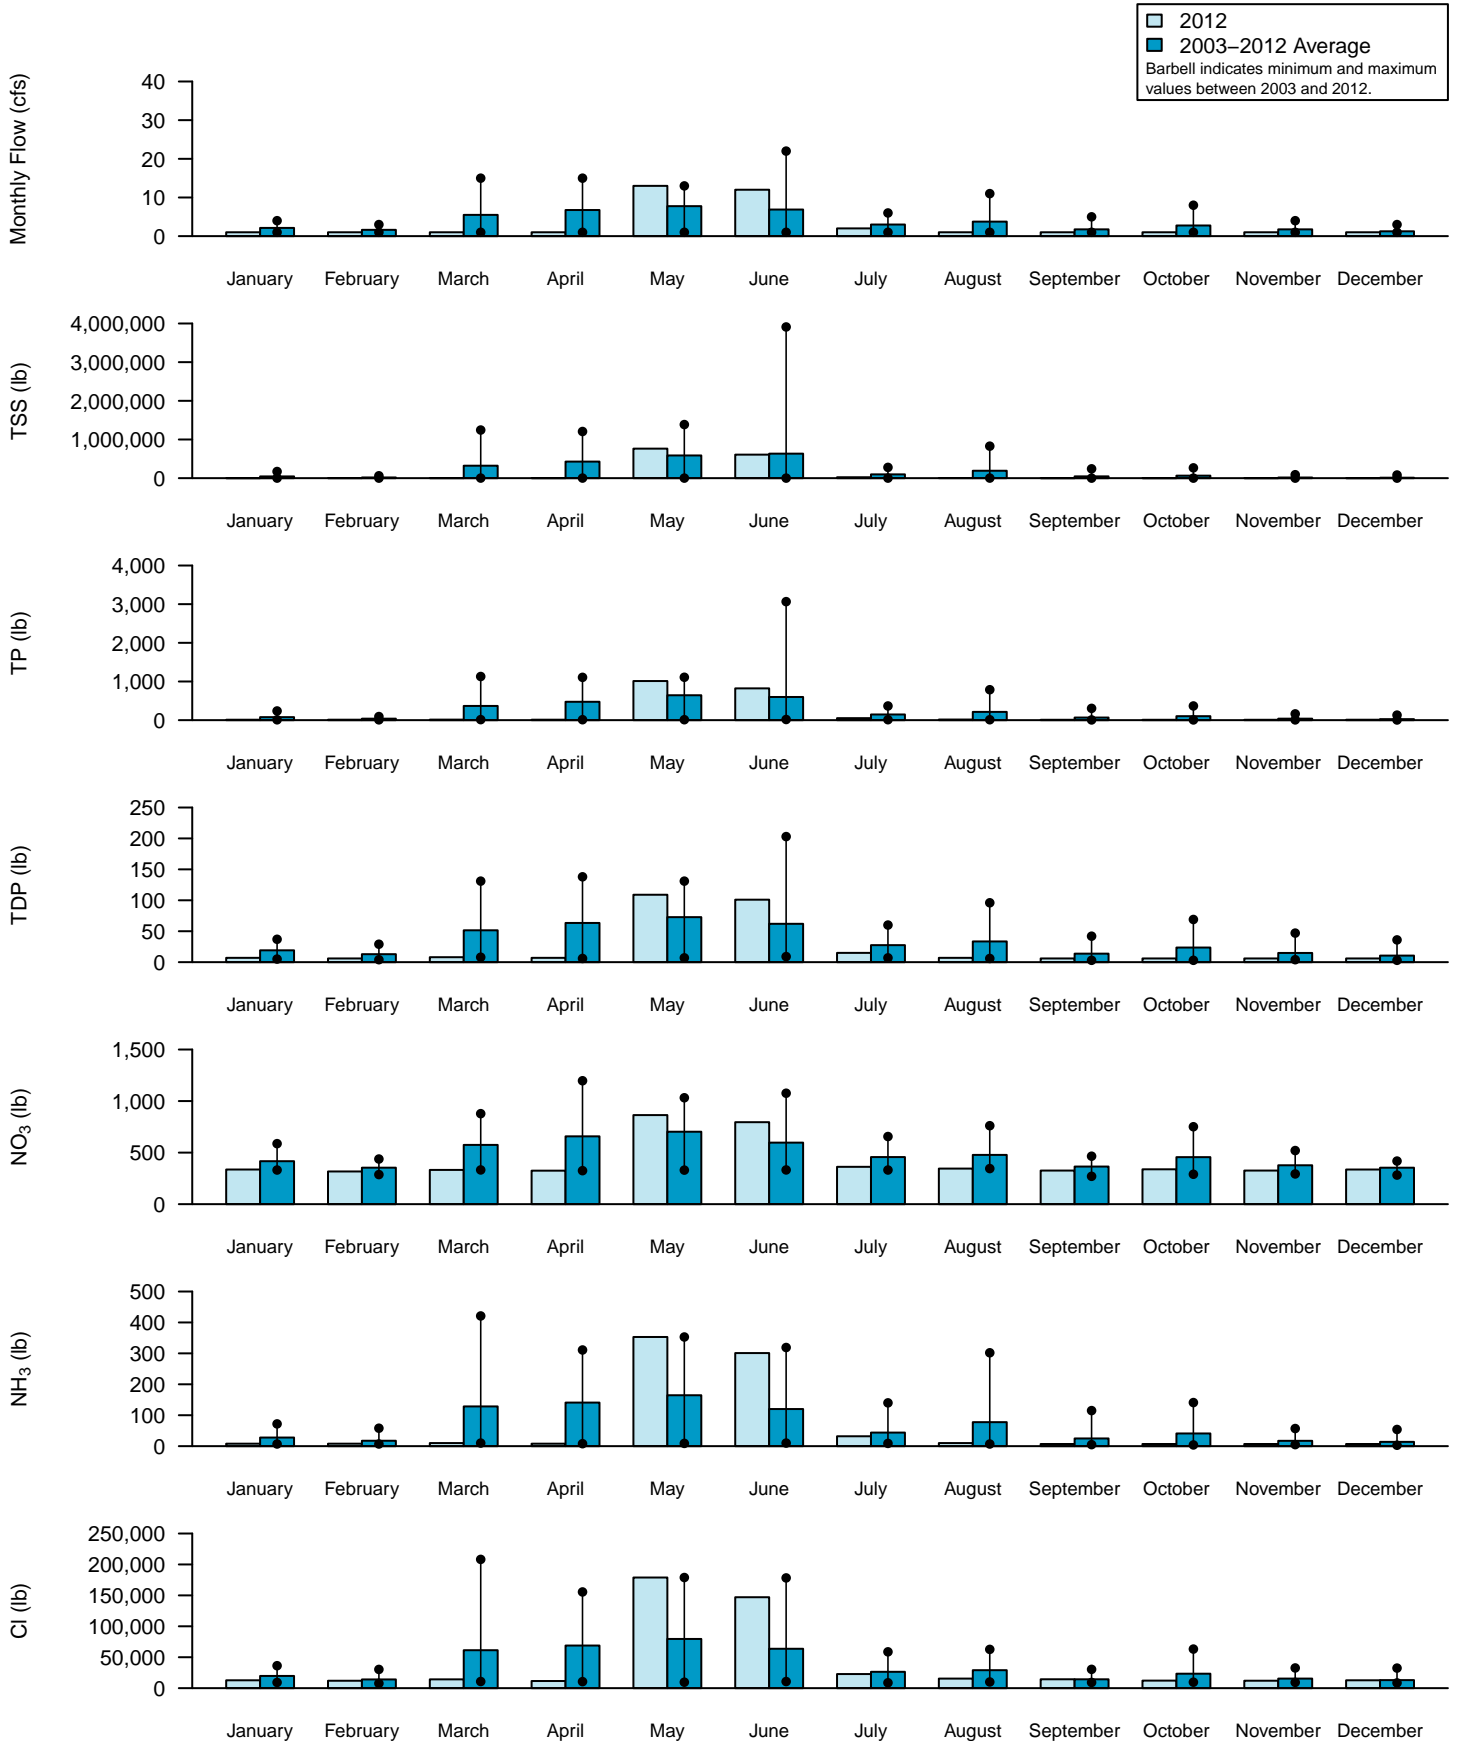 2012
2003–2012 Average
Barbell indicates minimum and maximum
values between 2003 and 2012.
Monthly Flow (cfs)
40
30
20
10
0
January February March April May June July August September October November December
TSS (lb)
4,000,000
3,000,000
2,000,000
1,000,000
0
January February March April May June July August September October November December
TP (lb)
4,000
3,000
2,000
1,000
0
January February March April May June July August September October November December
TDP (lb)
250
200
150
100
50
0
January February March April May June July August September October November December
NO3 (lb)
1,500
1,000
500
0
January February March April May June July August September October November December
NH3 (lb)
500
400
300
200
100
0
January February March April May June July August September October November December
Cl (lb)
250,000
200,000
150,000
100,000
50,000
0
January February March April May June July August September October November December